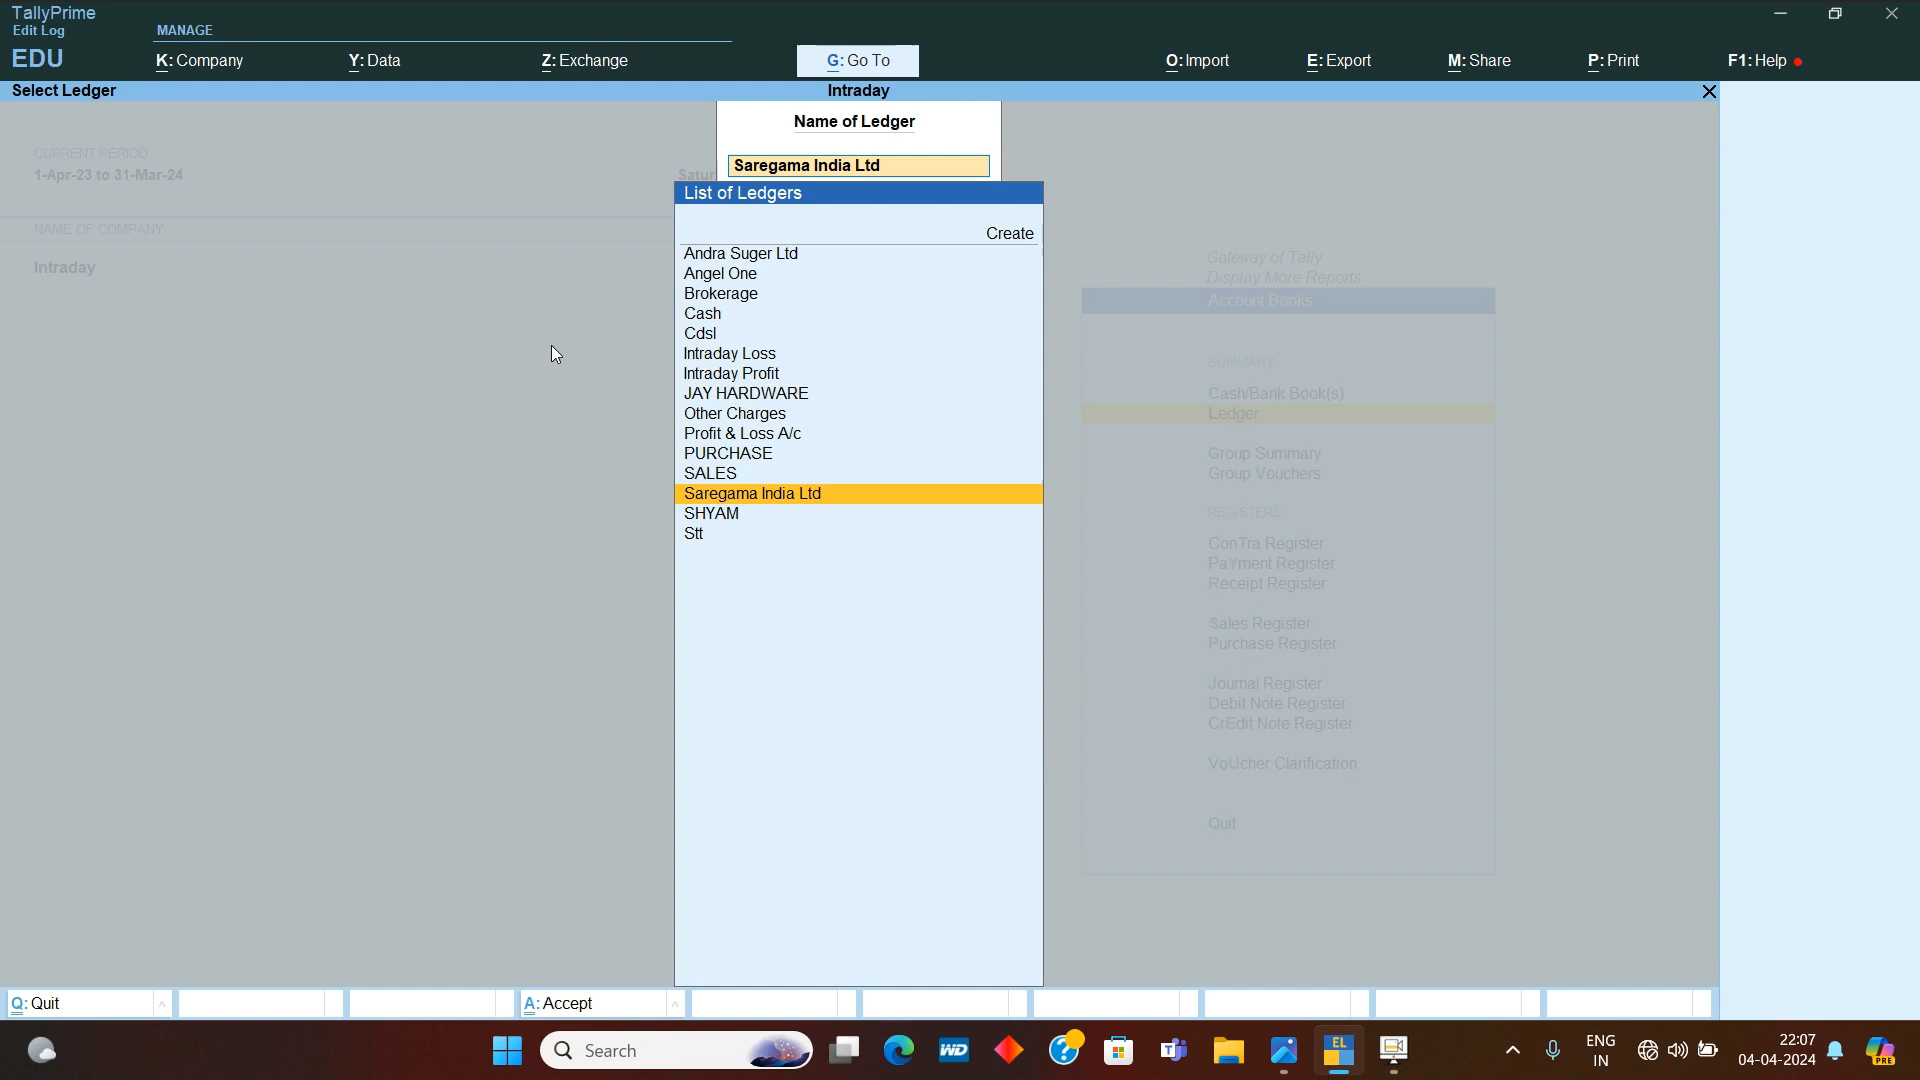 TallyPrime
Edit Log
EDU
MANAGE
K: Company
Y: Data
Z: Exchange
G: Go To
O: Import
E: Export
M: Share
P: Print
F1: Help
Select Ledger
Intraday
CURRENT PERIOD
1-Apr-23 to 31-Mar-24
Satur
NAME OF COMPANY
Intraday
Name of Ledger
Saregama India Ltd
List of Ledgers
Create
Andra Suger Ltd
Angel One
Brokerage
Cash
Cdsl
Intraday Loss
Intraday Profit
JAY HARDWARE
Other Charges
Profit & Loss A/c
PURCHASE
SALES
Saregama India Ltd
SHYAM
Stt
Gateway of Tally
Display More Reports
Account Books
SUMMARY
Cash/Bank Book(s)
Ledger
Group Summary
Group Vouchers
REGISTERS
ConTra Register
PaYment Register
Receipt Register
Sales Register
Purchase Register
Journal Register
Debit Note Register
CrEdit Note Register
VoUcher Clarification
Quit
Q: Quit
A: Accept
Search
WD
EL
ENG
IN
22:07
04-04-2024
PRE